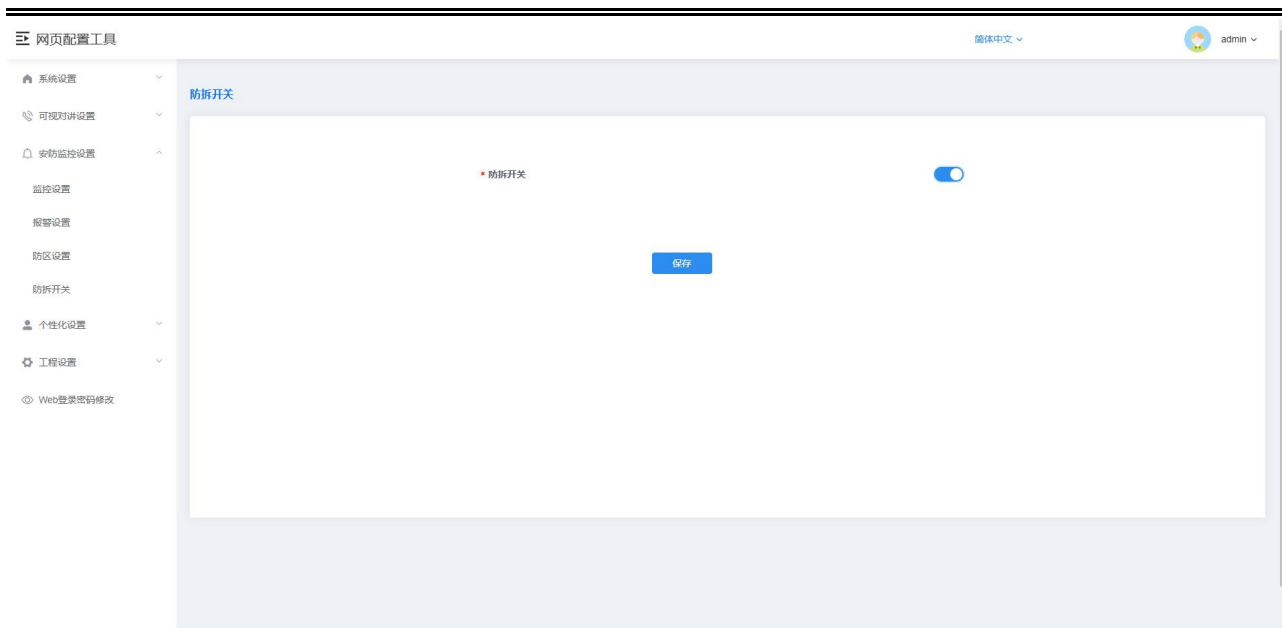 网页配置工具
简体中文
admin
系统设置
可视对讲设置
安防监控设置
监控设置
报警设置
防区设置
防拆开关
个性化设置
工程设置
Web登录密码修改
防拆开关
* 防拆开关
保存